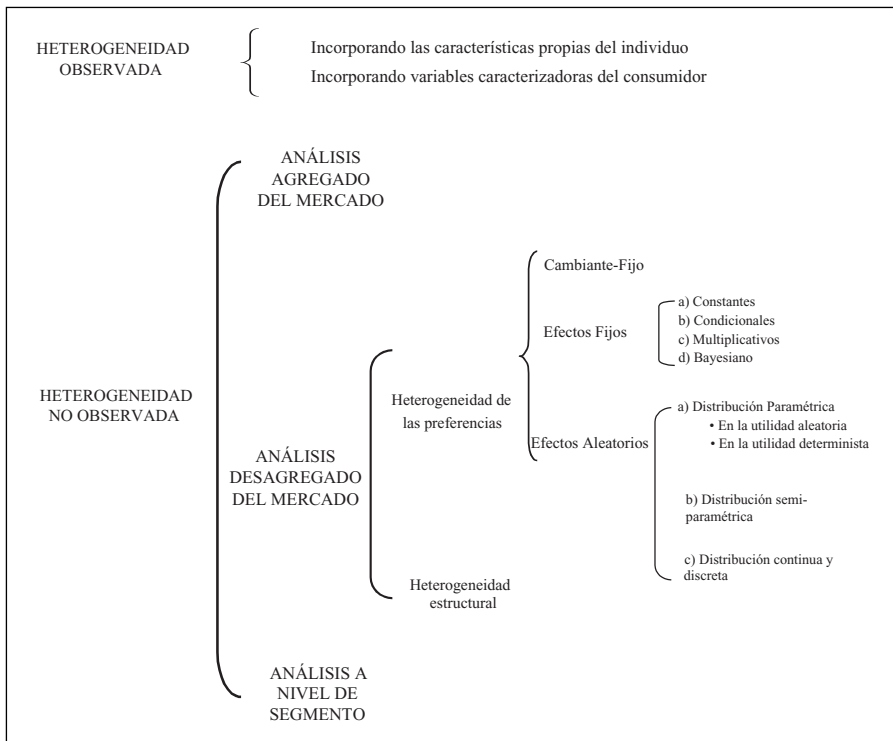 HETEROGENEIDAD
OBSERVADA
Incorporando las características propias del individuo
Incorporando variables caracterizadoras del consumidor
HETEROGENEIDAD
NO OBSERVADA
ANÁLISIS
AGREGADO
DEL MERCADO
ANÁLISIS
DESAGREGADO
DEL MERCADO
Heterogeneidad de
las preferencias
Cambiante-Fijo
Efectos Fijos
a) Constantes
b) Condicionales
c) Multiplicativos
d) Bayesiano
Efectos Aleatorios
a) Distribución Paramétrica
• En la utilidad aleatoria
• En la utilidad determinista
b) Distribución semi-
paramétrica
c) Distribución continua y
discreta
Heterogeneidad
estructural
ANÁLISIS A
NIVEL DE
SEGMENTO